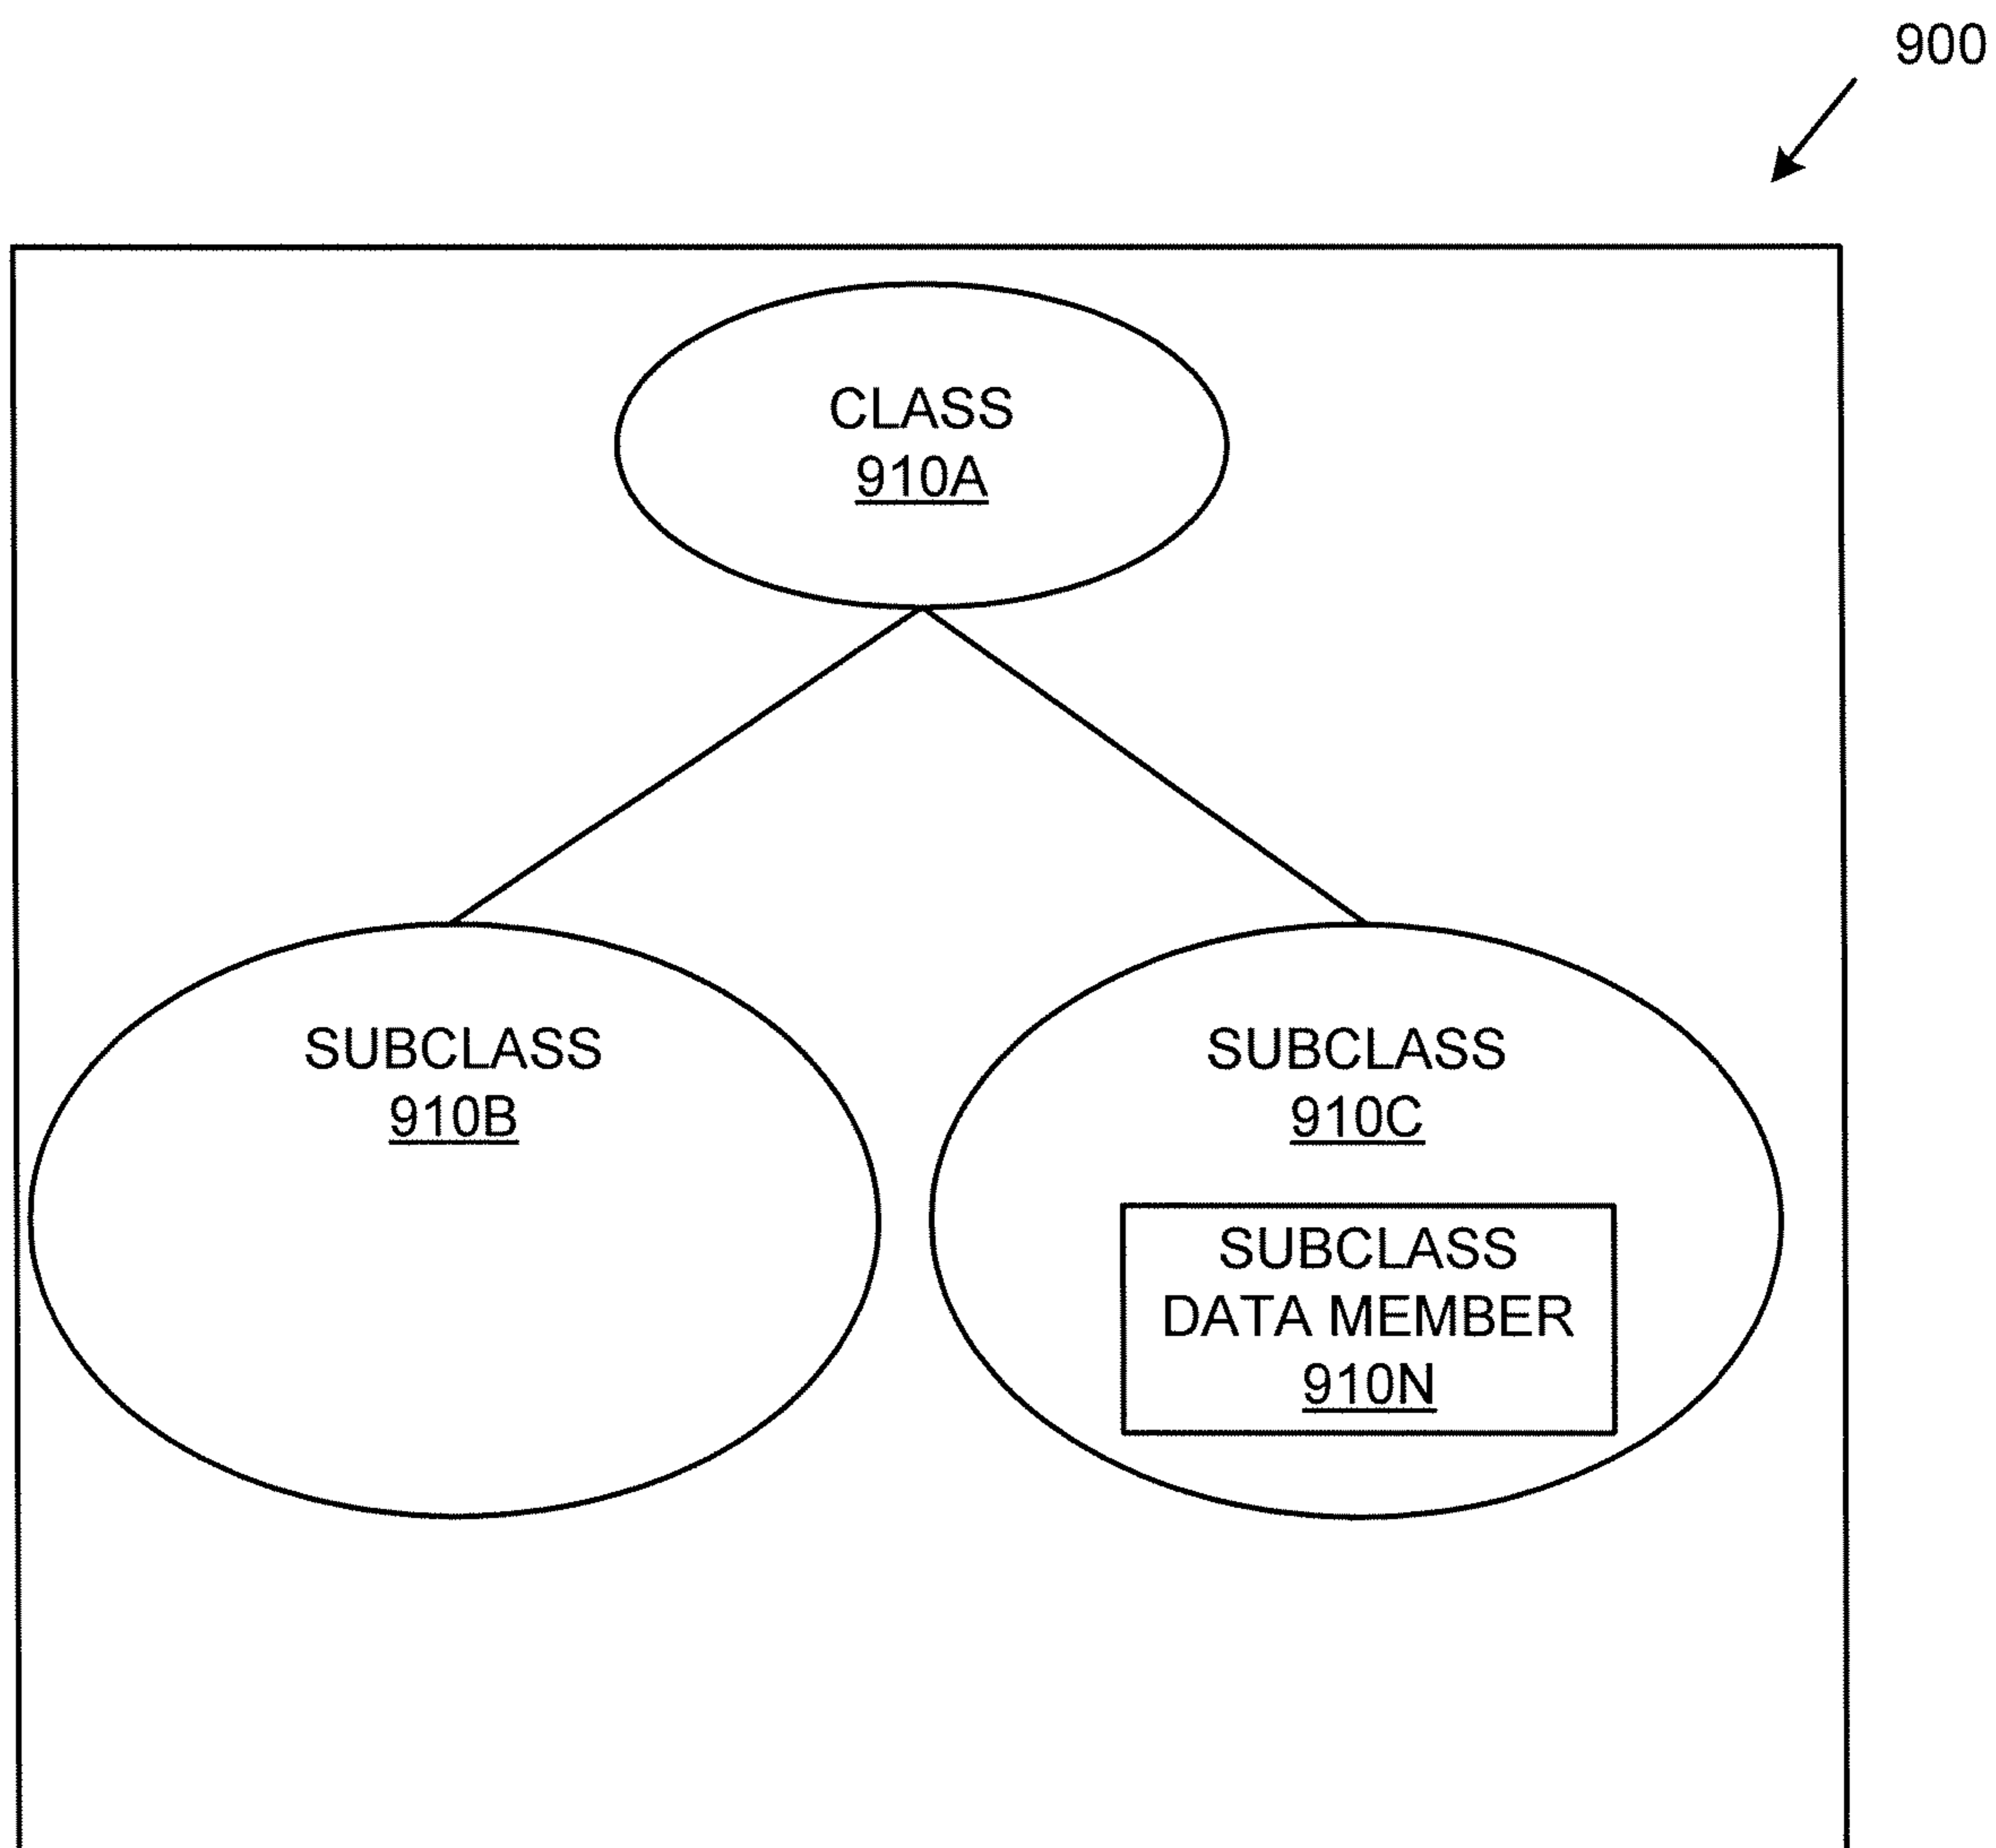 900
CLASS
910A
SUBCLASS
910B
SUBCLASS
910C
SUBCLASS
DATA MEMBER
910N